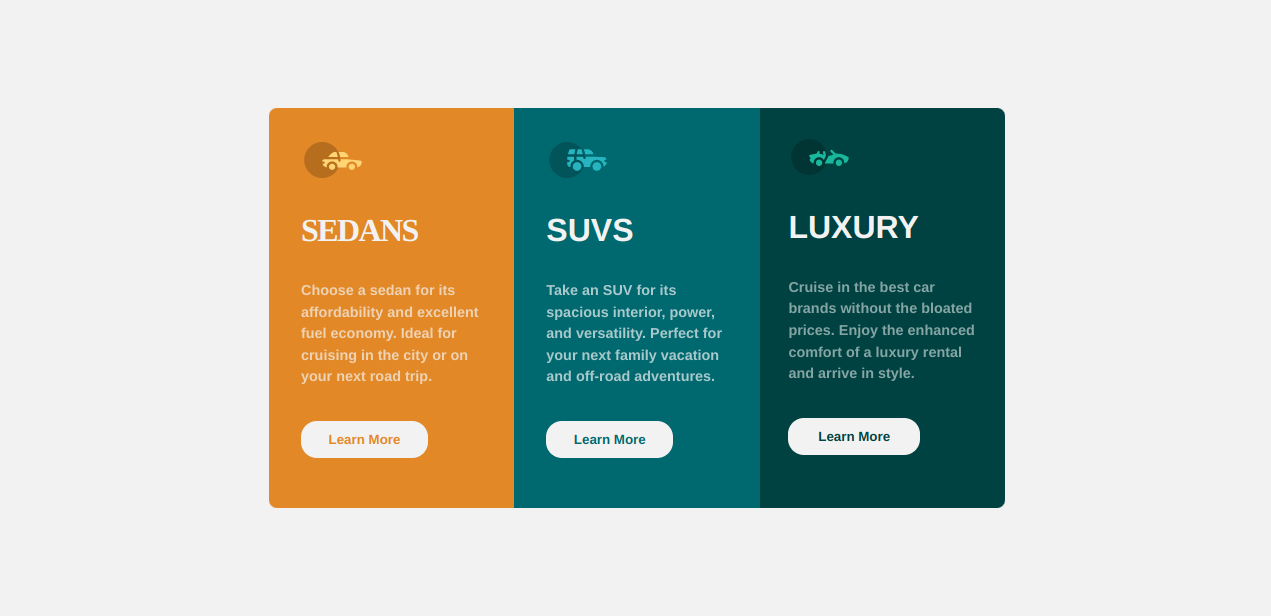 SEDANS
Choose a sedan for its
affordability and excellent
fuel economy. Ideal for
cruising in the city or on
your next road trip.
Learn More
SUVS
Take an SUV for its
spacious interior, power,
and versatility. Perfect for
your next family vacation
and off-road adventures.
Learn More
LUXURY
Cruise in the best car
brands without the bloated
prices. Enjoy the enhanced
comfort of a luxury rental
and arrive in style.
Learn More